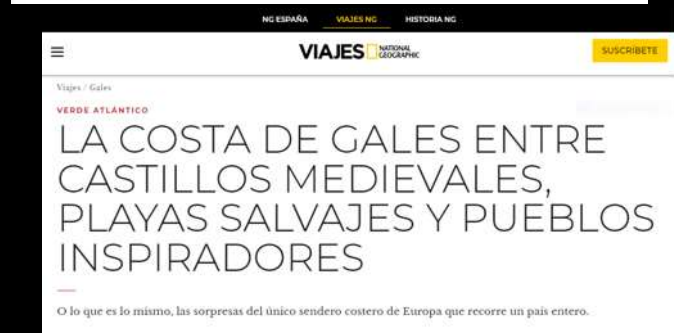 NG ESPAÑA VIAJES NG HISTORIA NG
VIAJES NATIONAL GEOGRAPHIC
SUSCRÍBETE
Viajes / Gales
VERDE ATLÁNTICO
LA COSTA DE GALES ENTRE
CASTILLOS MEDIEVALES,
PLAYAS SALVAJES Y PUEBLOS
INSPIRADORES
O lo que es lo mismo, las sorpresas del único sendero costero de Europa que recorre un país entero.